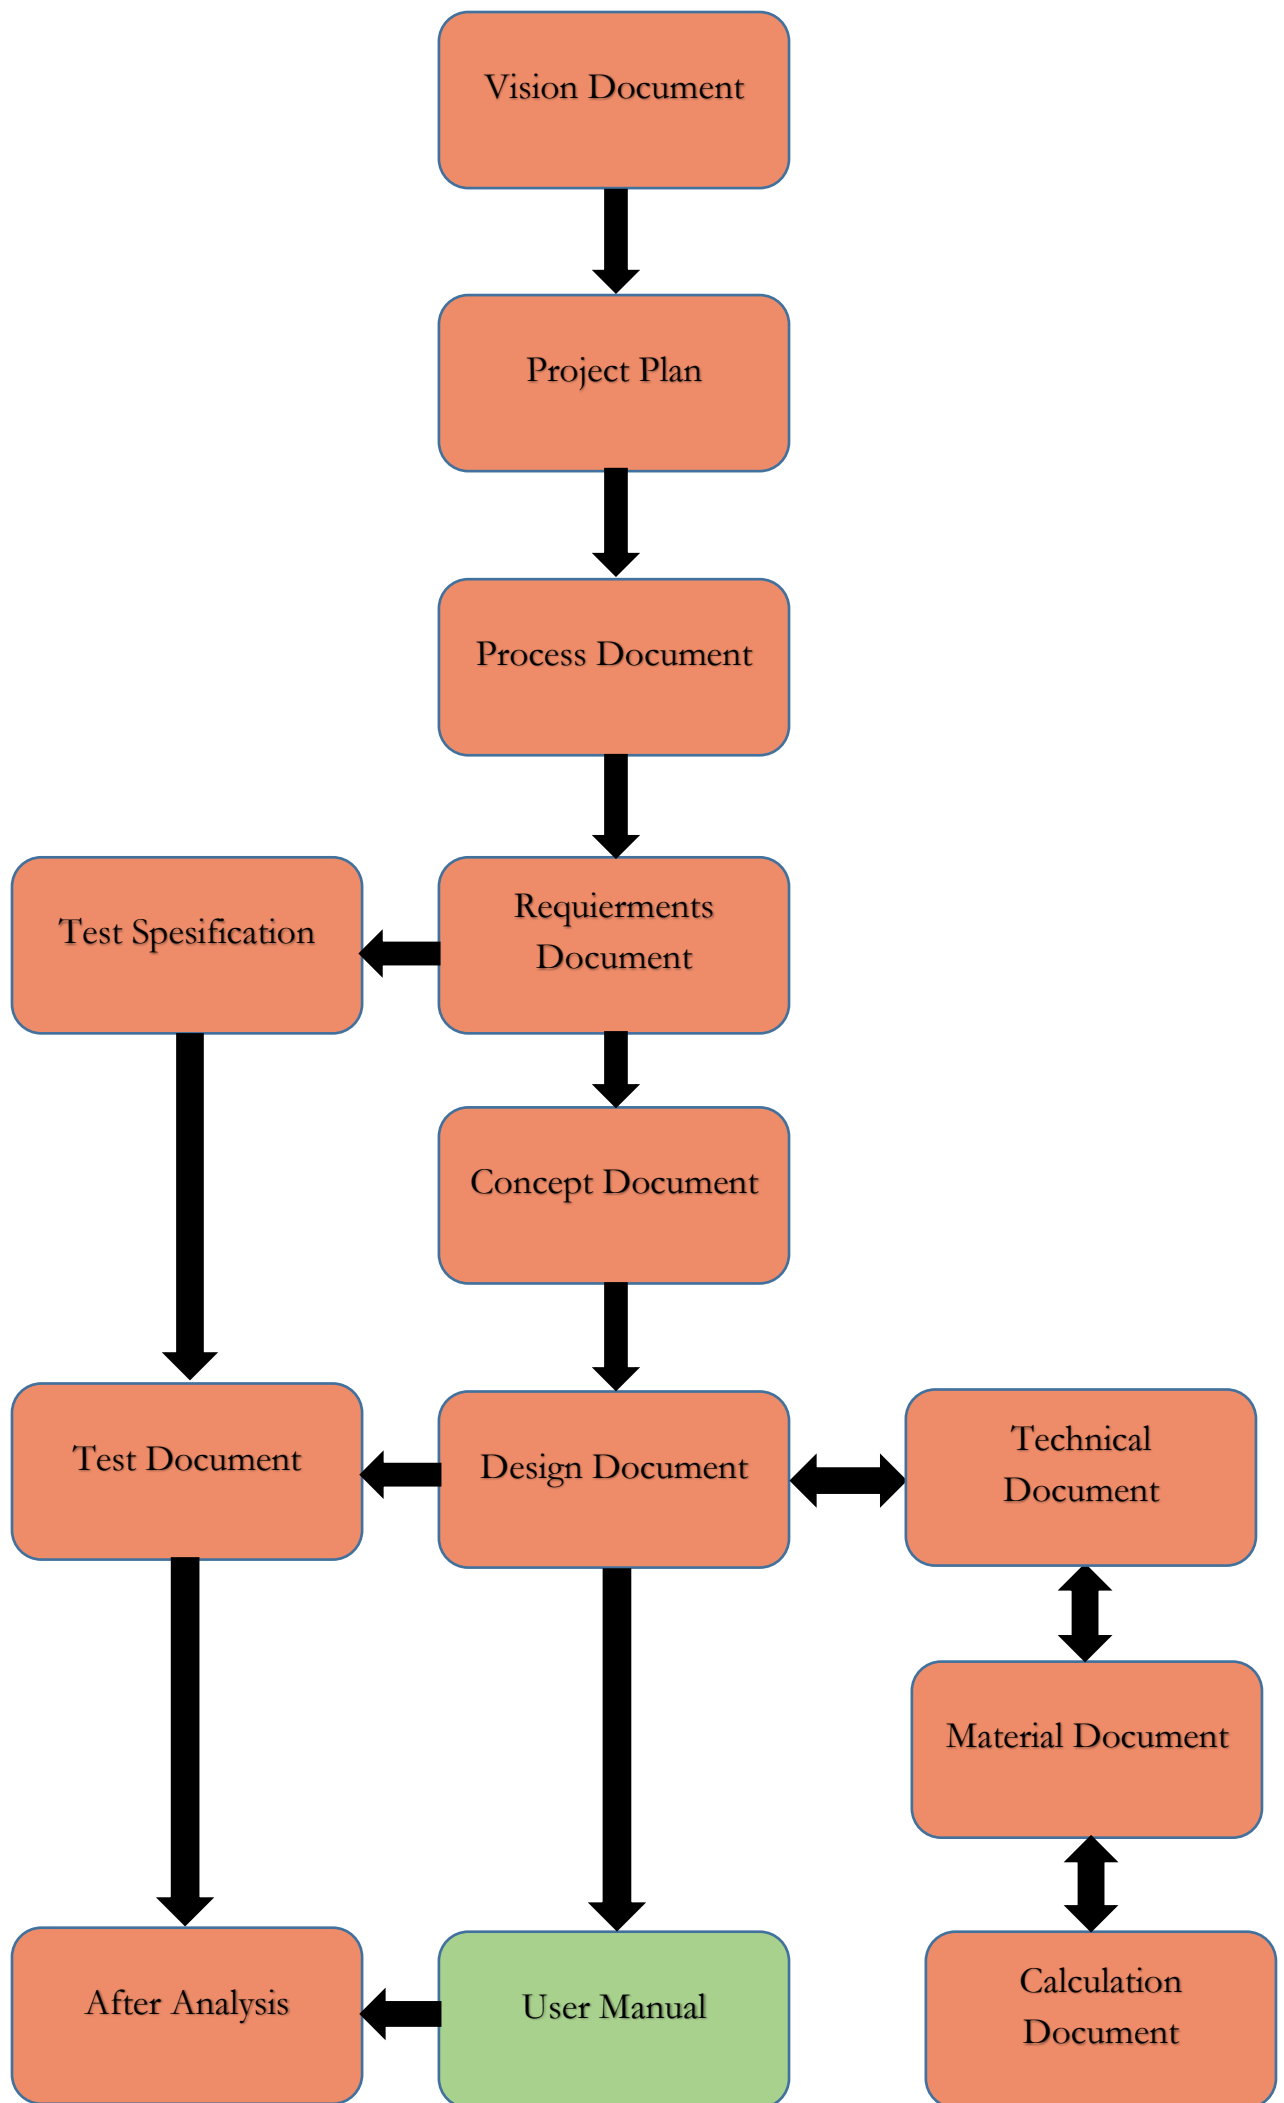 Vision Document
Project Plan
Process Document
Test Spesification
Requierments
Document
Concept Document
Test Document
Design Document
Technical
Document
Material Document
After Analysis
User Manual
Calculation
Document